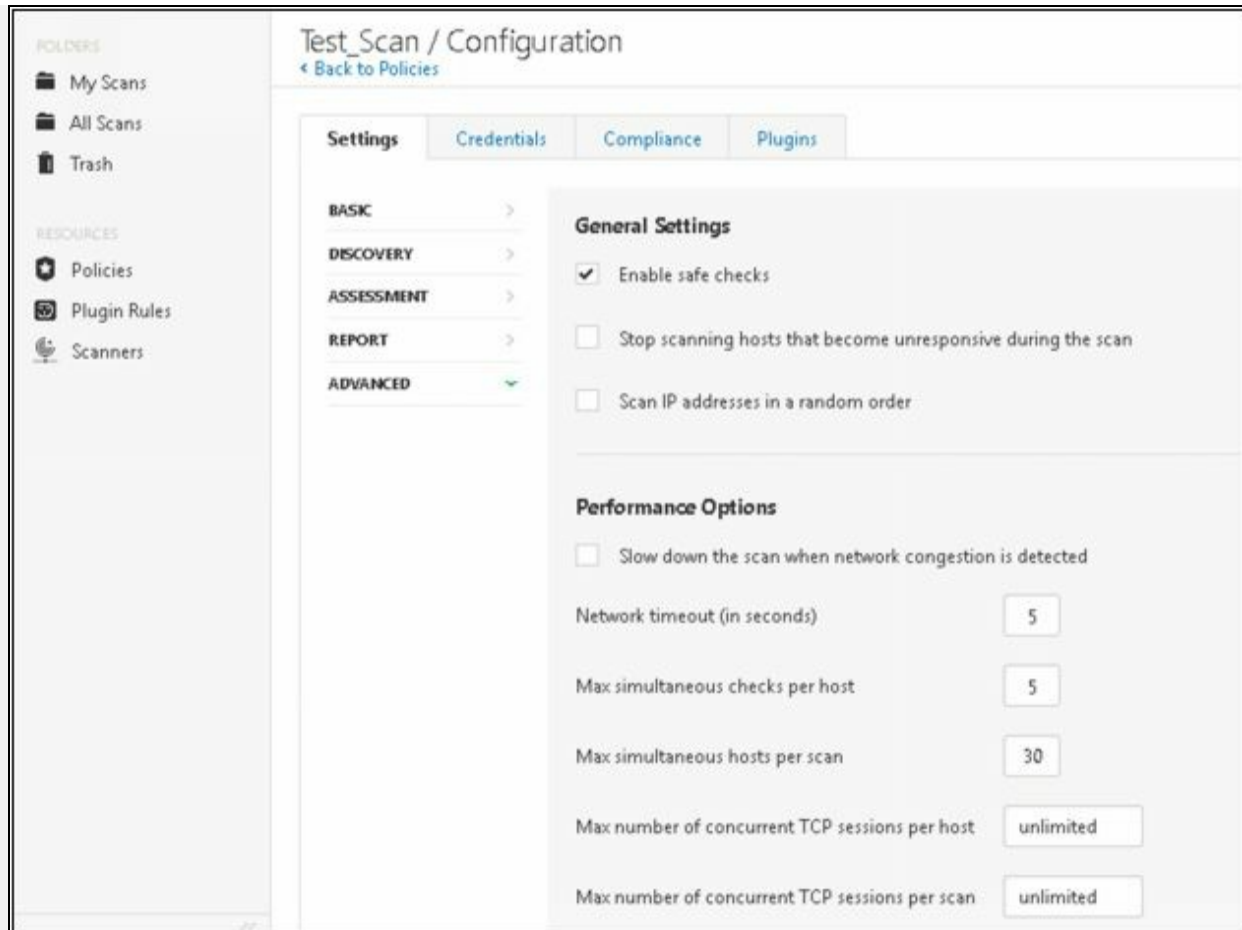 FOLDERS
My Scans
All Scans
Trash
RESOURCES
Policies
Plugin Rules
Scanners
Test_Scan / Configuration
< Back to Policies
Settings
Credentials
Compliance
Plugins
BASIC
DISCOVERY
ASSESSMENT
REPORT
ADVANCED
General Settings
Enable safe checks
Stop scanning hosts that become unresponsive during the scan
Scan IP addresses in a random order
Performance Options
Slow down the scan when network congestion is detected
Network timeout (in seconds) 5
Max simultaneous checks per host 5
Max simultaneous hosts per scan 30
Max number of concurrent TCP sessions per host unlimited
Max number of concurrent TCP sessions per scan unlimited